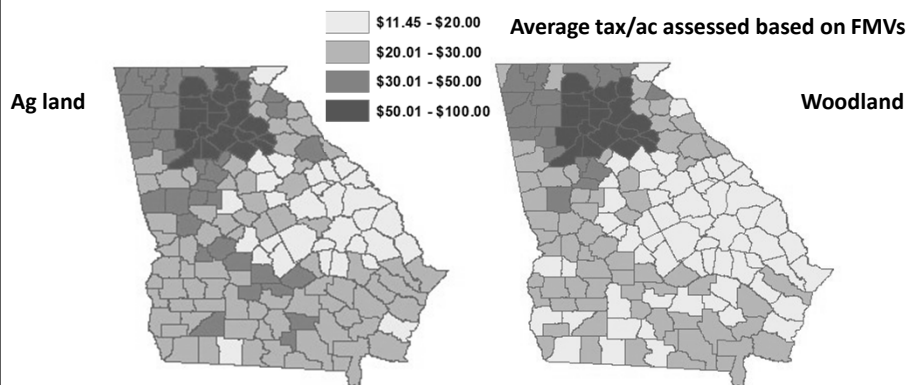 Average tax/ac assessed based on FMVs
$11.45 - $20.00
$20.01 - $30.00
$30.01 - $50.00
$50.01 - $100.00
Ag land
Woodland